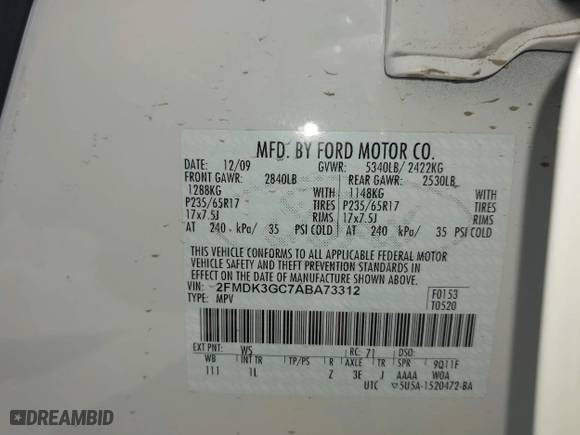 MFD. BY FORD MOTOR CO.
DATE: 12/09 GVWR: 5340LB/ 2422KG
FRONT GAWR: 2840LB REAR GAWR: 2530LB
1288KG WITH 1148KG WITH
P235/65R17 TIRES P235/65R17 TIRES
17x7.5J RIMS 17x7.5J RIMS
AT 240 kPa/ 35 PSI COLD AT 240 kPa/ 35 PSI COLD
THIS VEHICLE CONFORMS TO ALL APPLICABLE FEDERAL MOTOR
VEHICLE SAFETY AND THEFT PREVENTION STANDARDS IN
EFFECT ON THE DATE OF MANUFACTURE SHOWN ABOVE.
VIN: 2FMDK3GC7ABA73312 F0153
TYPE: MPV T0520
EXT PNT: WS RC: 71 DSO:
WB INT TR TP/PS R AXLE TR SPR 9Q11F
111 1L Z 3E J AAAA W0A
UTC ▽5U5A-1520472-BA
DREAMBID